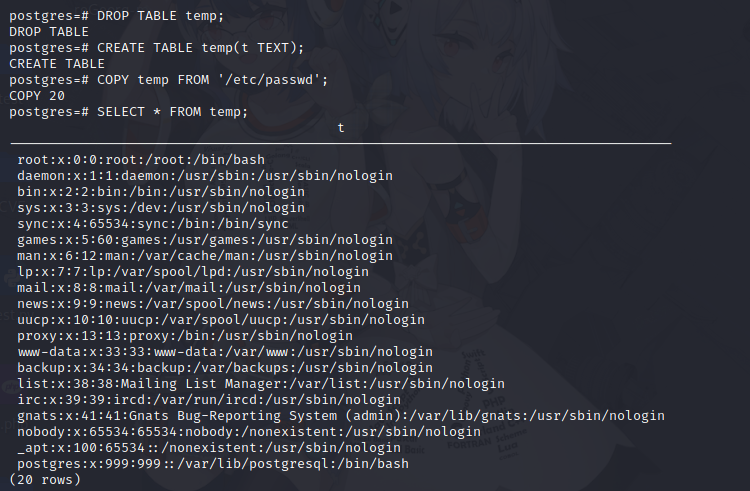 postgres=# DROP TABLE temp;
DROP TABLE
postgres=# CREATE TABLE temp(t TEXT);
CREATE TABLE
postgres=# COPY temp FROM '/etc/passwd';
COPY 20
postgres=# SELECT * FROM temp;
t
root:x:0:0:root:/root:/bin/bash
daemon:x:1:1:daemon:/usr/sbin:/usr/sbin/nologin
bin:x:2:2:bin:/bin:/usr/sbin/nologin
sys:x:3:3:sys:/dev:/usr/sbin/nologin
sync:x:4:65534:sync:/bin:/bin/sync
games:x:5:60:games:/usr/games:/usr/sbin/nologin
man:x:6:12:man:/var/cache/man:/usr/sbin/nologin
lp:x:7:7:lp:/var/spool/lpd:/usr/sbin/nologin
mail:x:8:8:mail:/var/mail:/usr/sbin/nologin
news:x:9:9:news:/var/spool/news:/usr/sbin/nologin
uucp:x:10:10:uucp:/var/spool/uucp:/usr/sbin/nologin
proxy:x:13:13:proxy:/bin:/usr/sbin/nologin
www-data:x:33:33:www-data:/var/www:/usr/sbin/nologin
backup:x:34:34:backup:/var/backups:/usr/sbin/nologin
list:x:38:38:Mailing List Manager:/var/list:/usr/sbin/nologin
irc:x:39:39:ircd:/var/run/ircd:/usr/sbin/nologin
gnats:x:41:41:Gnats Bug-Reporting System (admin):/var/lib/gnats:/usr/sbin/nologin
nobody:x:65534:65534:nobody:/nonexistent:/usr/sbin/nologin
_apt:x:100:65534::/nonexistent:/usr/sbin/nologin
postgres:x:999:999::/var/lib/postgresql:/bin/bash
(20 rows)
PHP